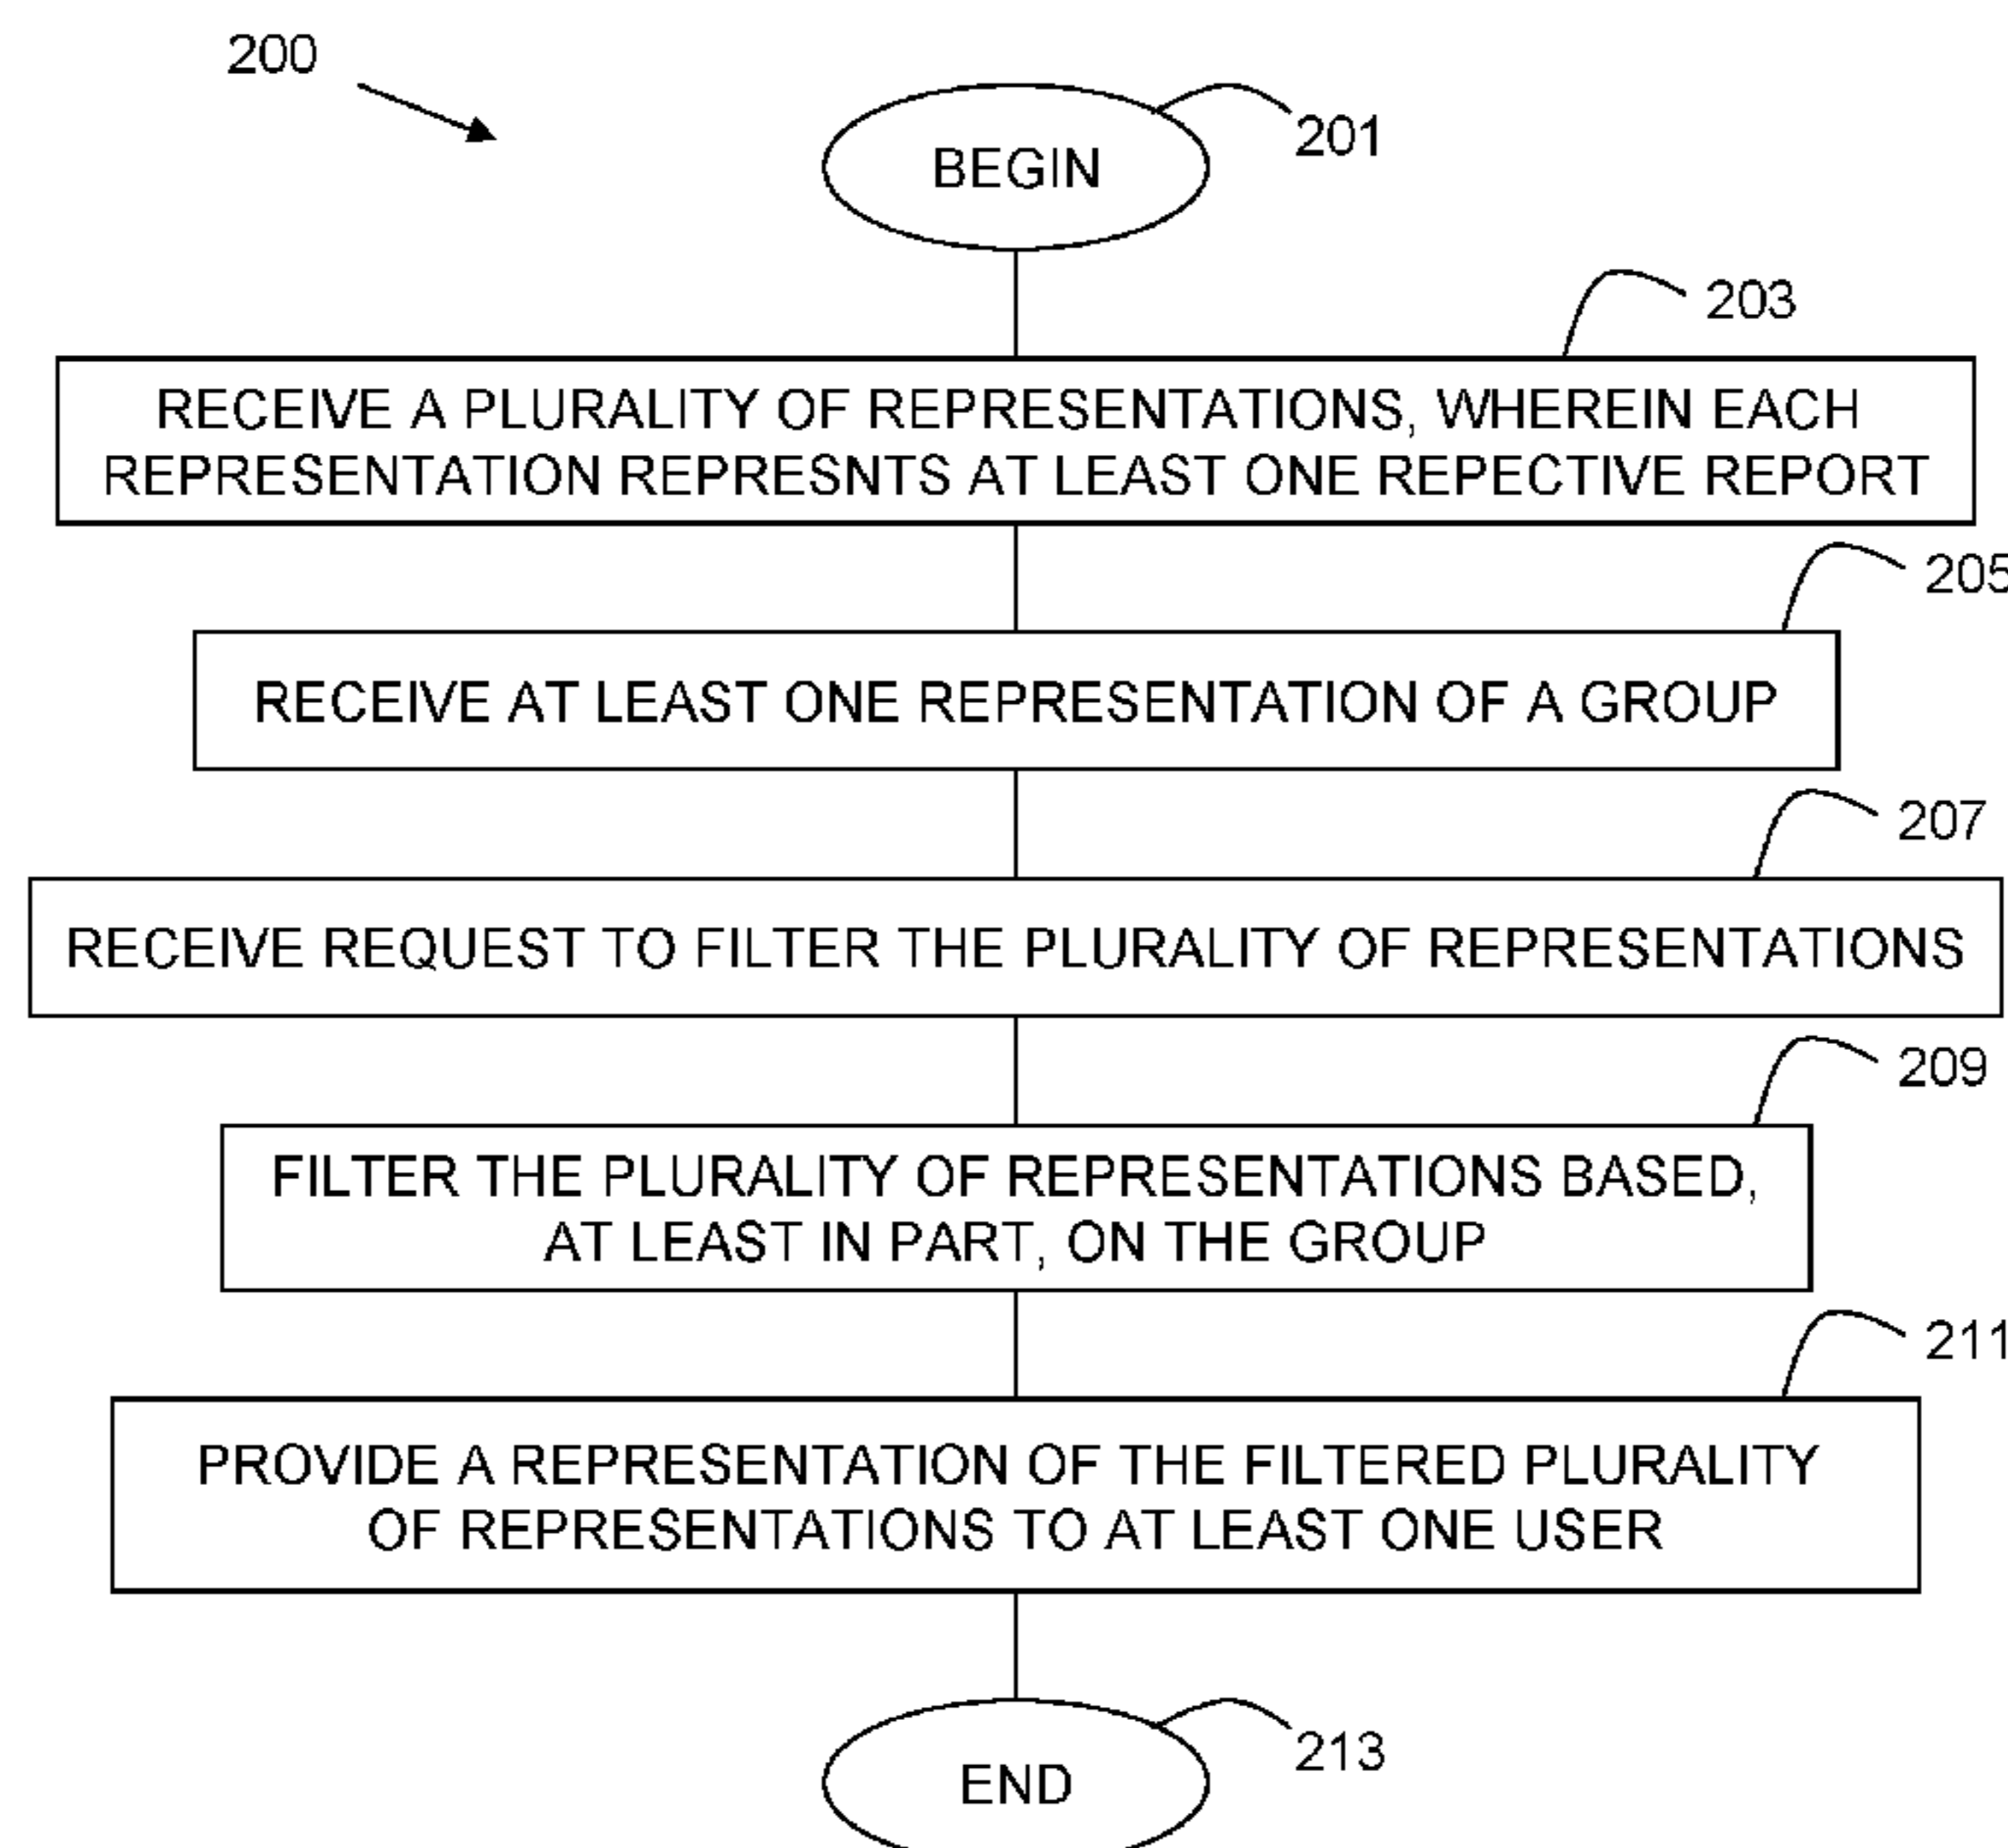 200
BEGIN
201
203
RECEIVE A PLURALITY OF REPRESENTATIONS, WHEREIN EACH
REPRESENTATION REPRESNTS AT LEAST ONE REPECTIVE REPORT
205
RECEIVE AT LEAST ONE REPRESENTATION OF A GROUP
207
RECEIVE REQUEST TO FILTER THE PLURALITY OF REPRESENTATIONS
209
FILTER THE PLURALITY OF REPRESENTATIONS BASED,
AT LEAST IN PART, ON THE GROUP
211
PROVIDE A REPRESENTATION OF THE FILTERED PLURALITY
OF REPRESENTATIONS TO AT LEAST ONE USER
213
END